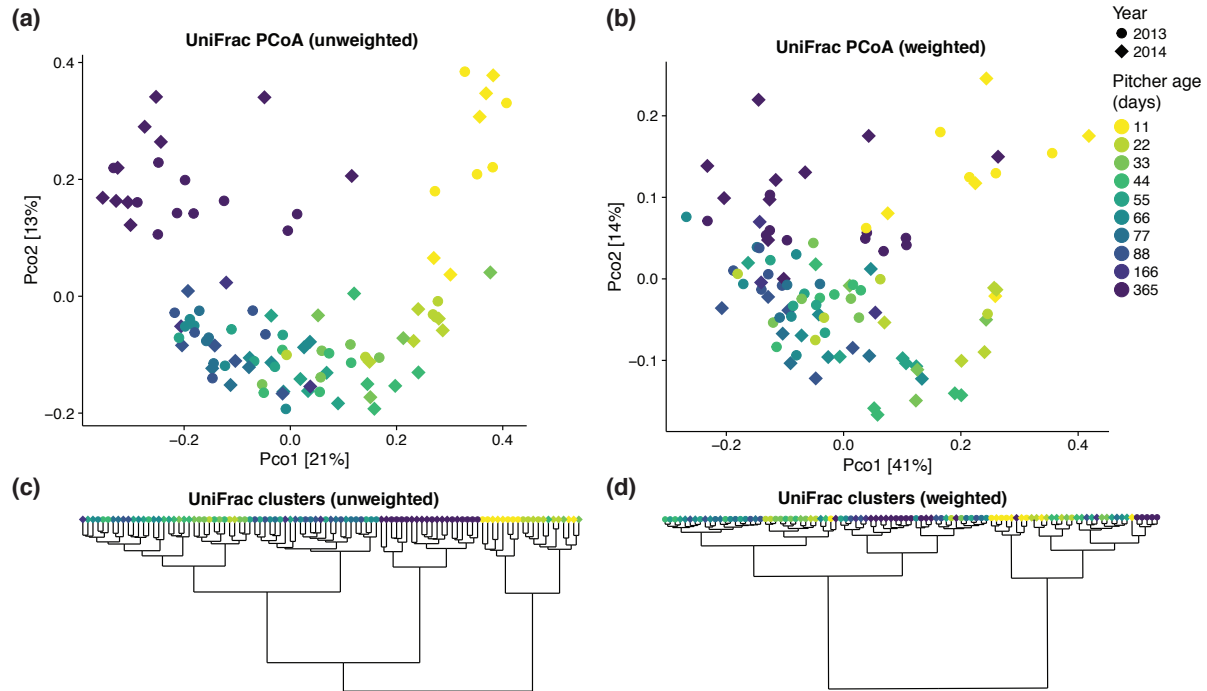 (a)
UniFrac PCoA (unweighted)
0.4
0.2
0.0
−0.2
Pco2 [13%]
−0.2
0.0
0.2
0.4
Pco1 [21%]
(b)
UniFrac PCoA (weighted)
0.2
0.1
0.0
−0.1
Pco2 [14%]
−0.2
0.0
0.2
0.4
Pco1 [41%]
Year
2013
2014
Pitcher age
(days)
11
22
33
44
55
66
77
88
166
365
(c)
UniFrac clusters (unweighted)
(d)
UniFrac clusters (weighted)